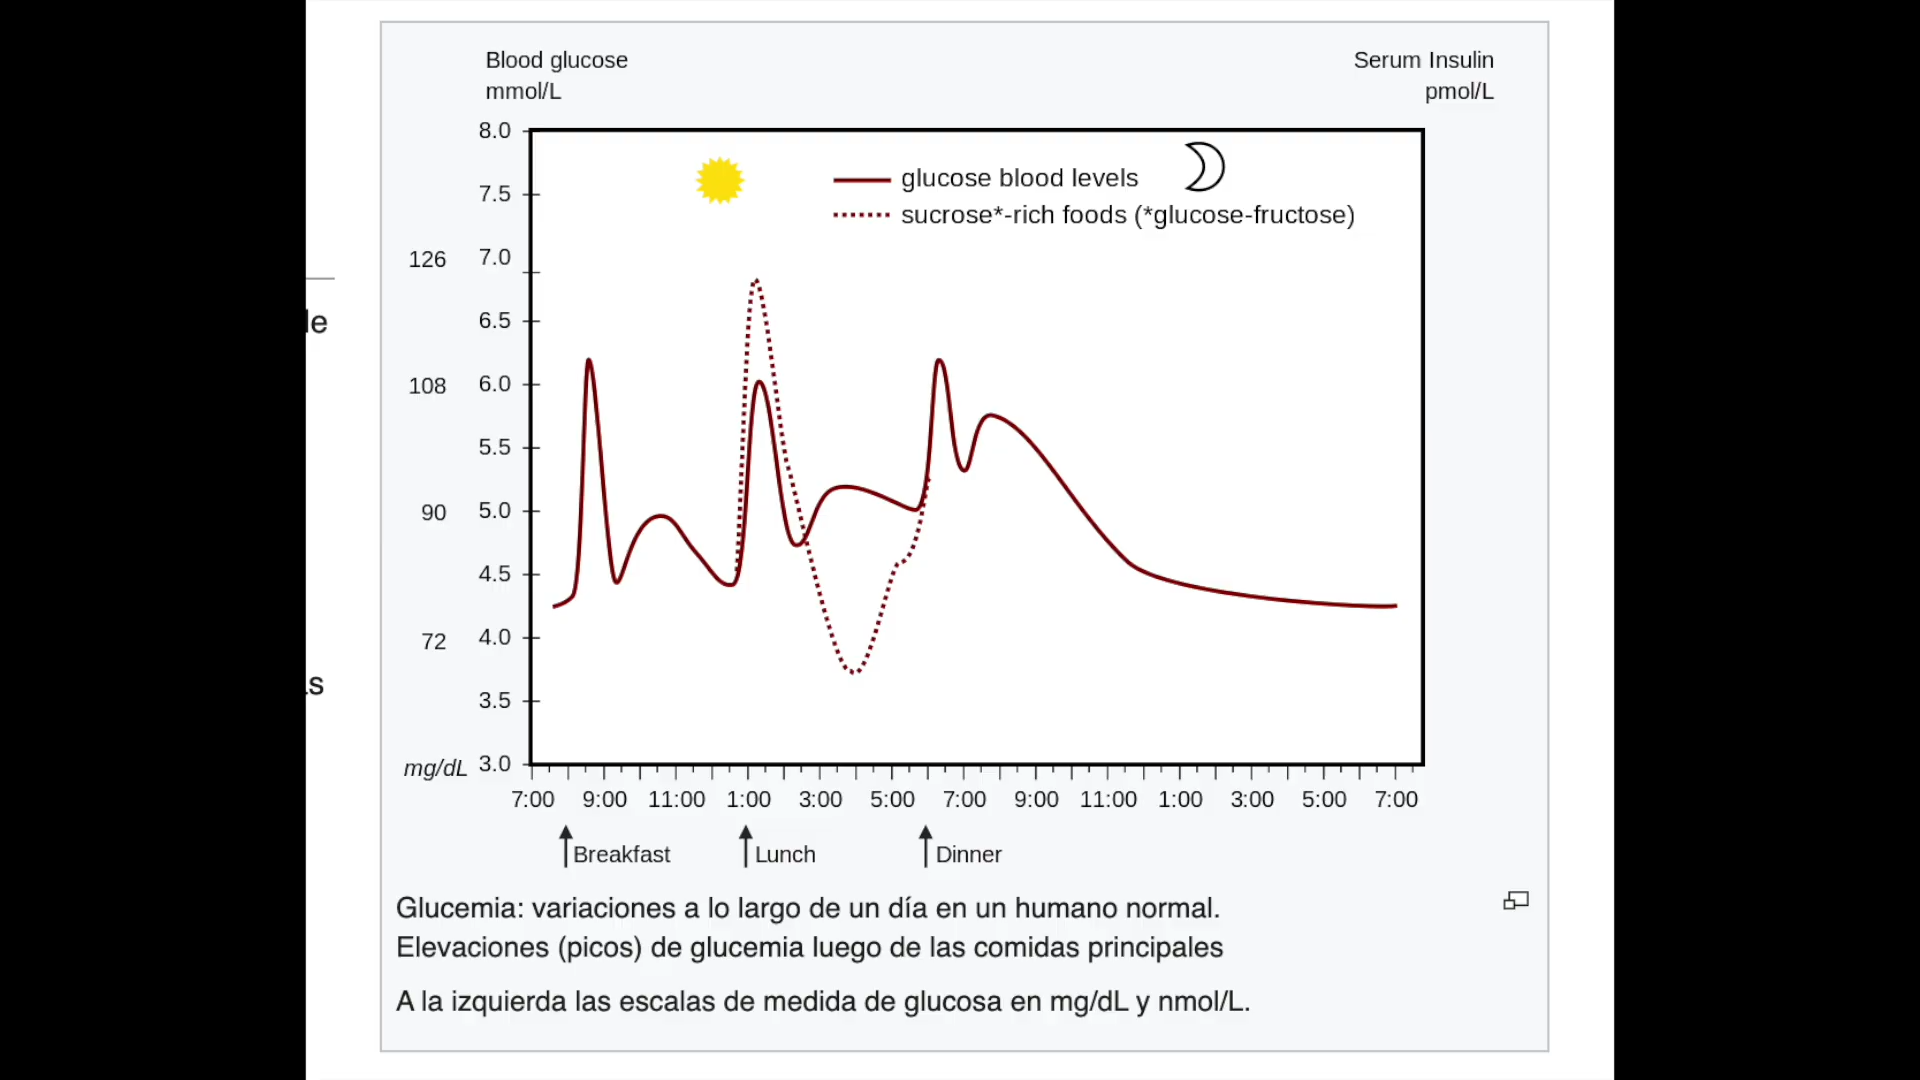 Blood glucose
mmol/L
Serum Insulin
pmol/L
8.0
7.5
126 7.0
6.5
108 6.0
5.5
90 5.0
4.5
72 4.0
3.5
mg/dL 3.0
glucose blood levels
sucrose*-rich foods (*glucose-fructose)
7:00 9:00 11:00 1:00 3:00 5:00 7:00 9:00 11:00 1:00 3:00 5:00 7:00
Breakfast Lunch Dinner
Glucemia: variaciones a lo largo de un día en un humano normal.
Elevaciones (picos) de glucemia luego de las comidas principales
A la izquierda las escalas de medida de glucosa en mg/dL y nmol/L.